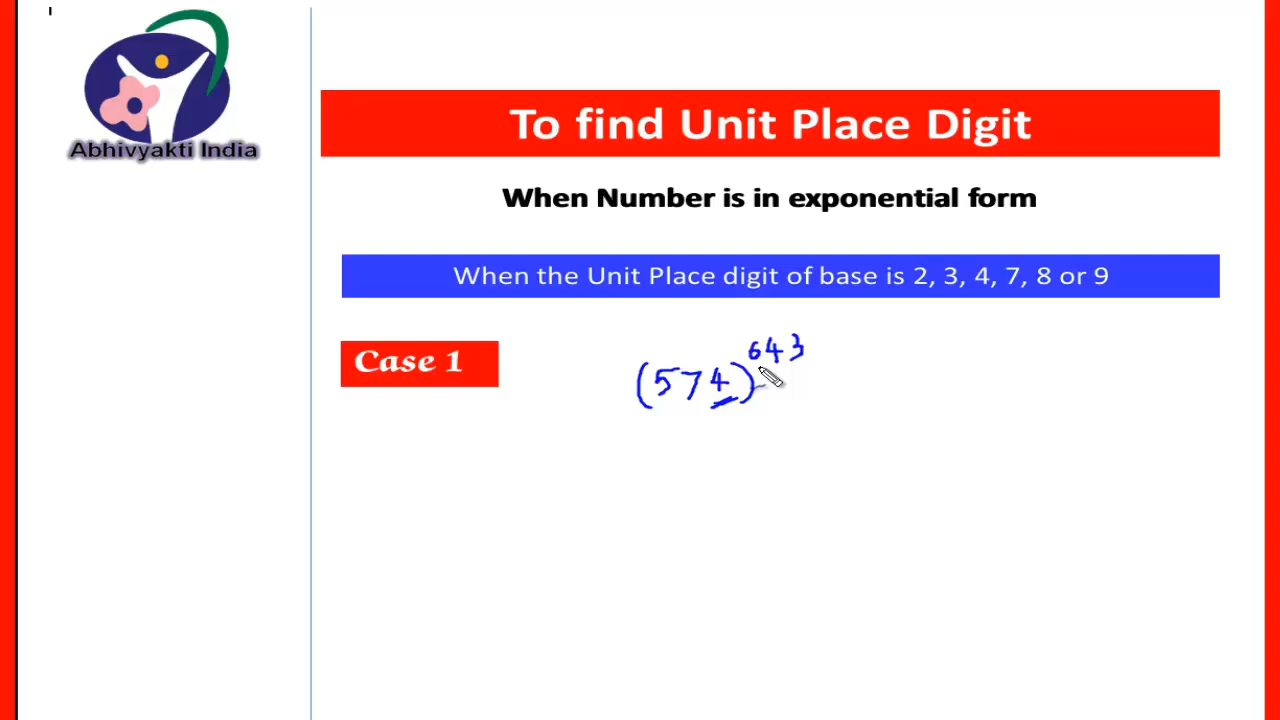 Abhivyakti India
To find Unit Place Digit
When Number is in exponential form
When the Unit Place digit of base is 2, 3, 4, 7, 8 or 9
Case 1
(574)^643